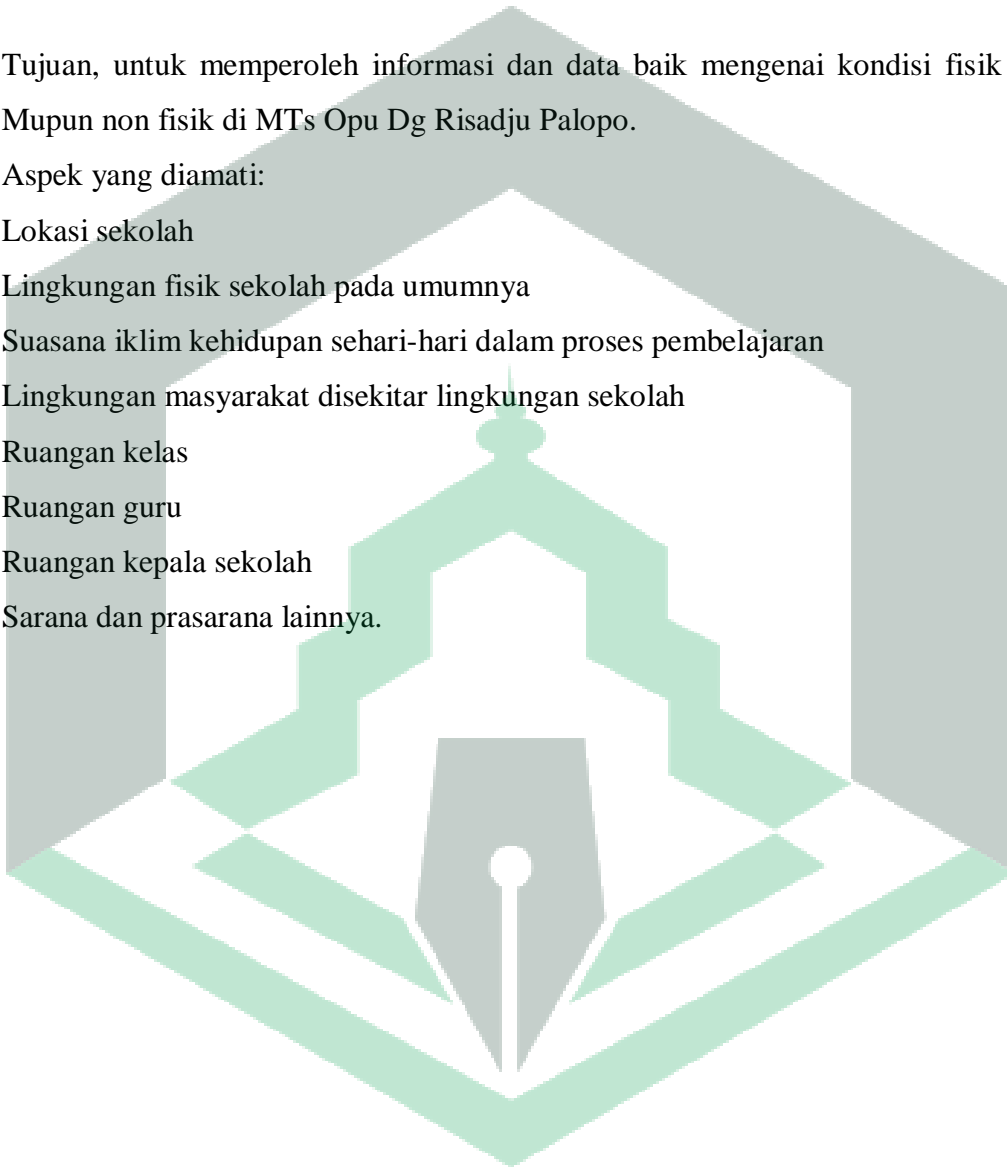 Tujuan, untuk memperoleh informasi dan data baik mengenai kondisi fisik
Mupun non fisik di MTs Opu Dg Risadju Palopo.
Aspek yang diamati:
Lokasi sekolah
Lingkungan fisik sekolah pada umumnya
Suasana iklim kehidupan sehari-hari dalam proses pembelajaran
Lingkungan masyarakat disekitar lingkungan sekolah
Ruangan kelas
Ruangan guru
Ruangan kepala sekolah
Sarana dan prasarana lainnya.